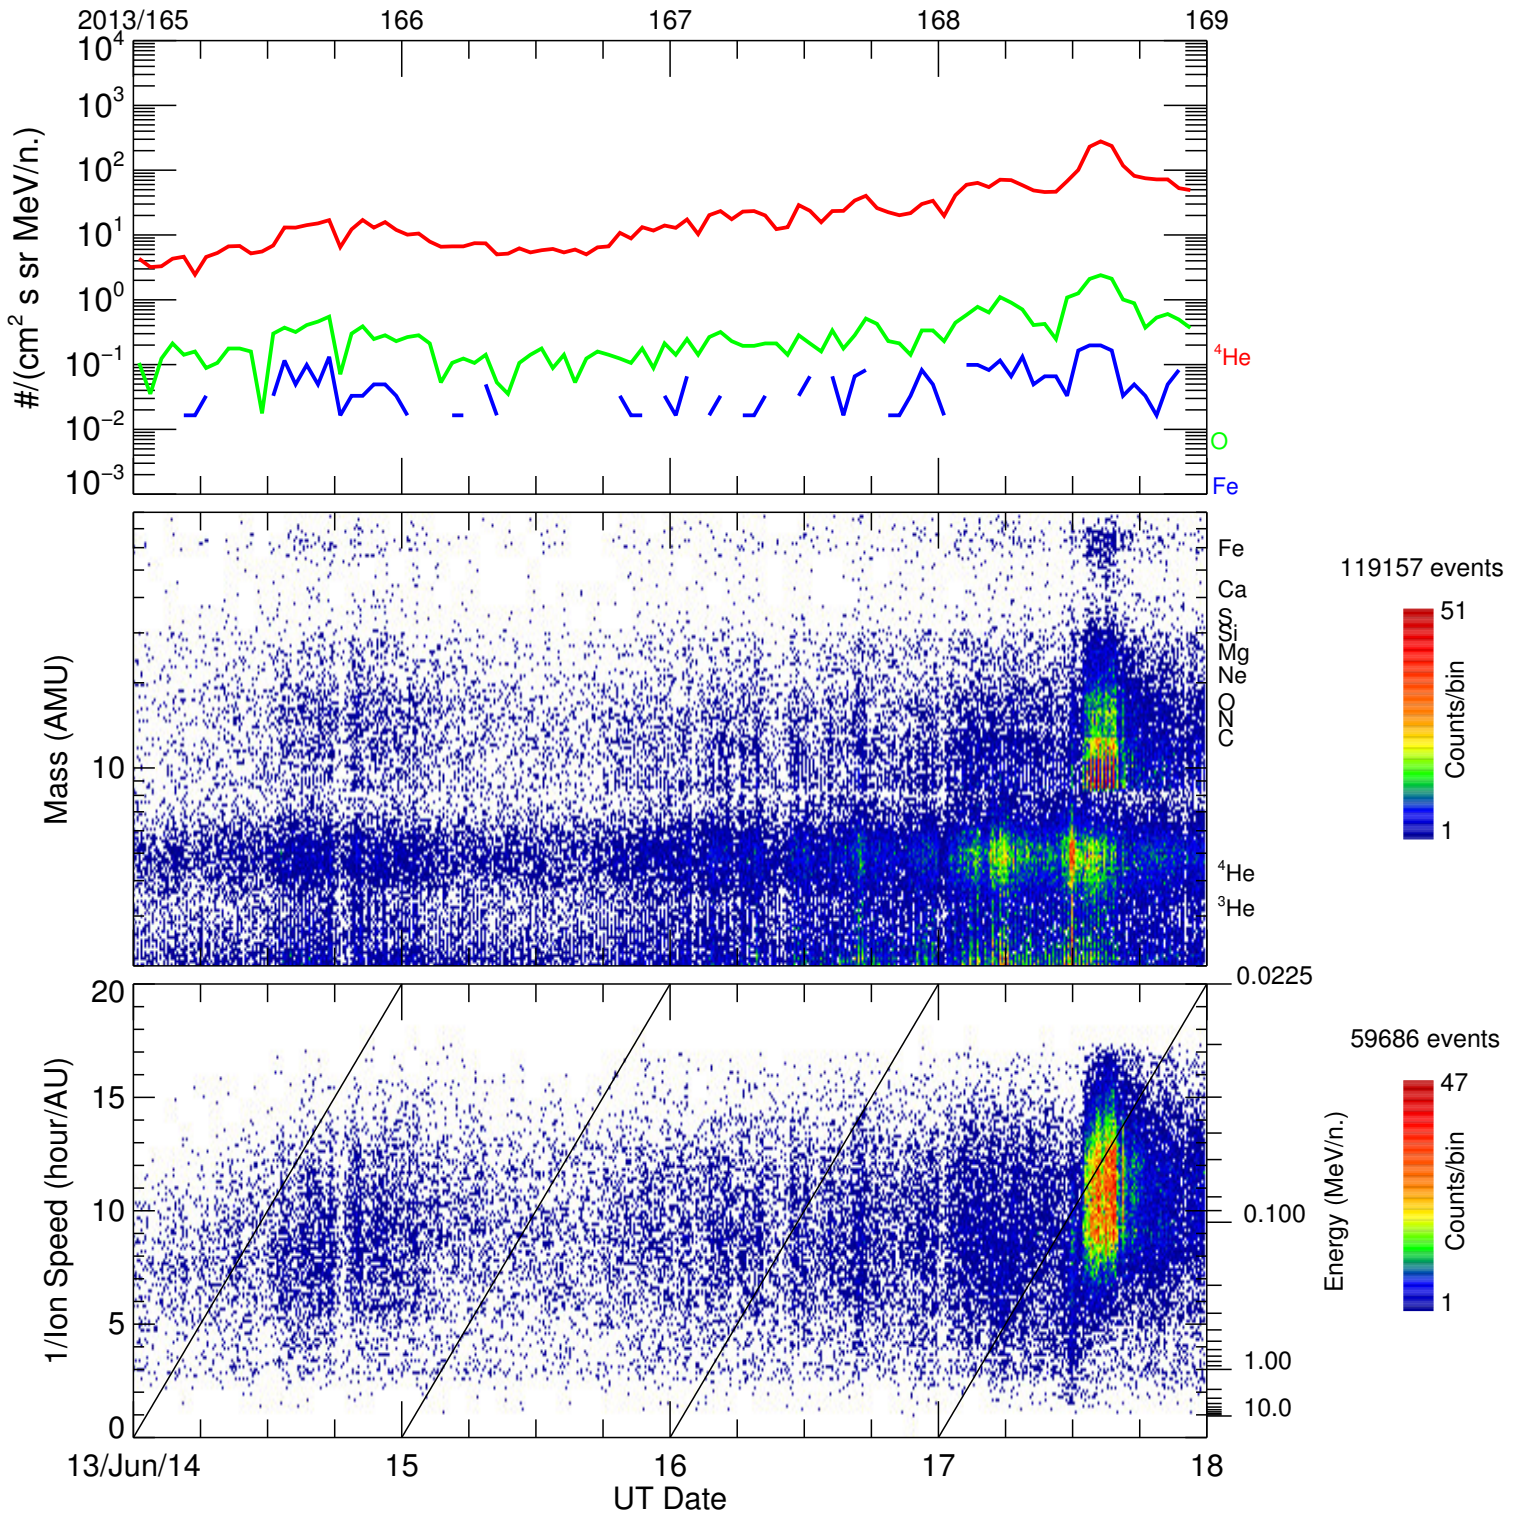 2013/165 166 167 168 169
10^4
10^3
10^2
10^1
10^0
10^−1
10^−2
10^−3
#/(cm^2 s sr MeV/n.)
^4He
O
Fe
Mass (AMU)
10
Fe
Ca
S
Si
Mg
Ne
O
N
C
^4He
^3He
119157 events
51
Counts/bin
1
1/Ion Speed (hour/AU)
20
15
10
5
0
0.0225
0.100
1.00
10.0
Energy (MeV/n.)
59686 events
47
Counts/bin
1
13/Jun/14 15 16 17 18
UT Date